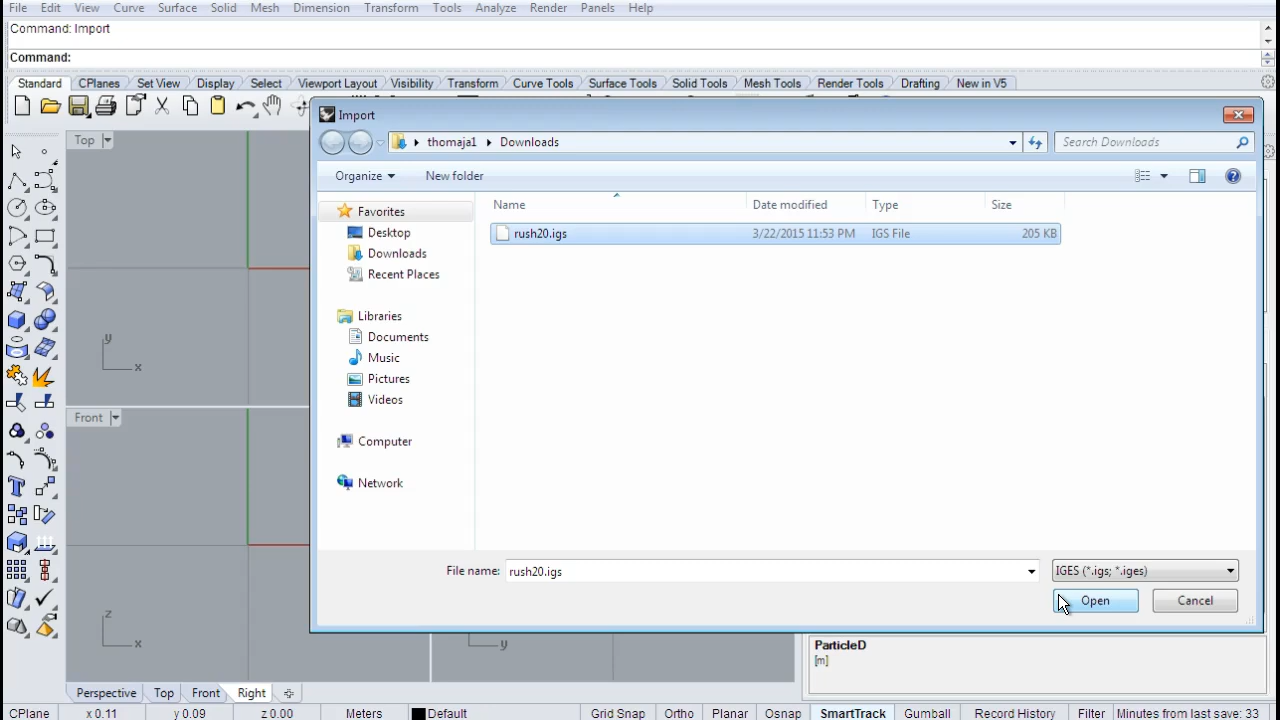 File Edit View Curve Surface Solid Mesh Dimension Transform Tools Analyze Render Panels Help
Command: Import
Command:
Standard CPlanes Set View Display Select Viewport Layout Visibility Transform Curve Tools Surface Tools Solid Tools Mesh Tools Render Tools Drafting New in V5
Import
Top
thomaja1 Downloads Search Downloads
Organize New folder
Name Date modified Type Size
rush20.igs 3/22/2015 11:53 PM IGS File 205 KB
Favorites
Desktop
Downloads
Recent Places
Libraries
Documents
Music
Pictures
Videos
Computer
Network
y
x
Front
File name: rush20.igs IGES (*.igs; *.iges)
Open Cancel
z
x
y
ParticleD
[m]
Perspective Top Front Right
CPlane x 0.11 y 0.09 z 0.00 Meters Default Grid Snap Ortho Planar Osnap SmartTrack Gumball Record History Filter Minutes from last save: 33